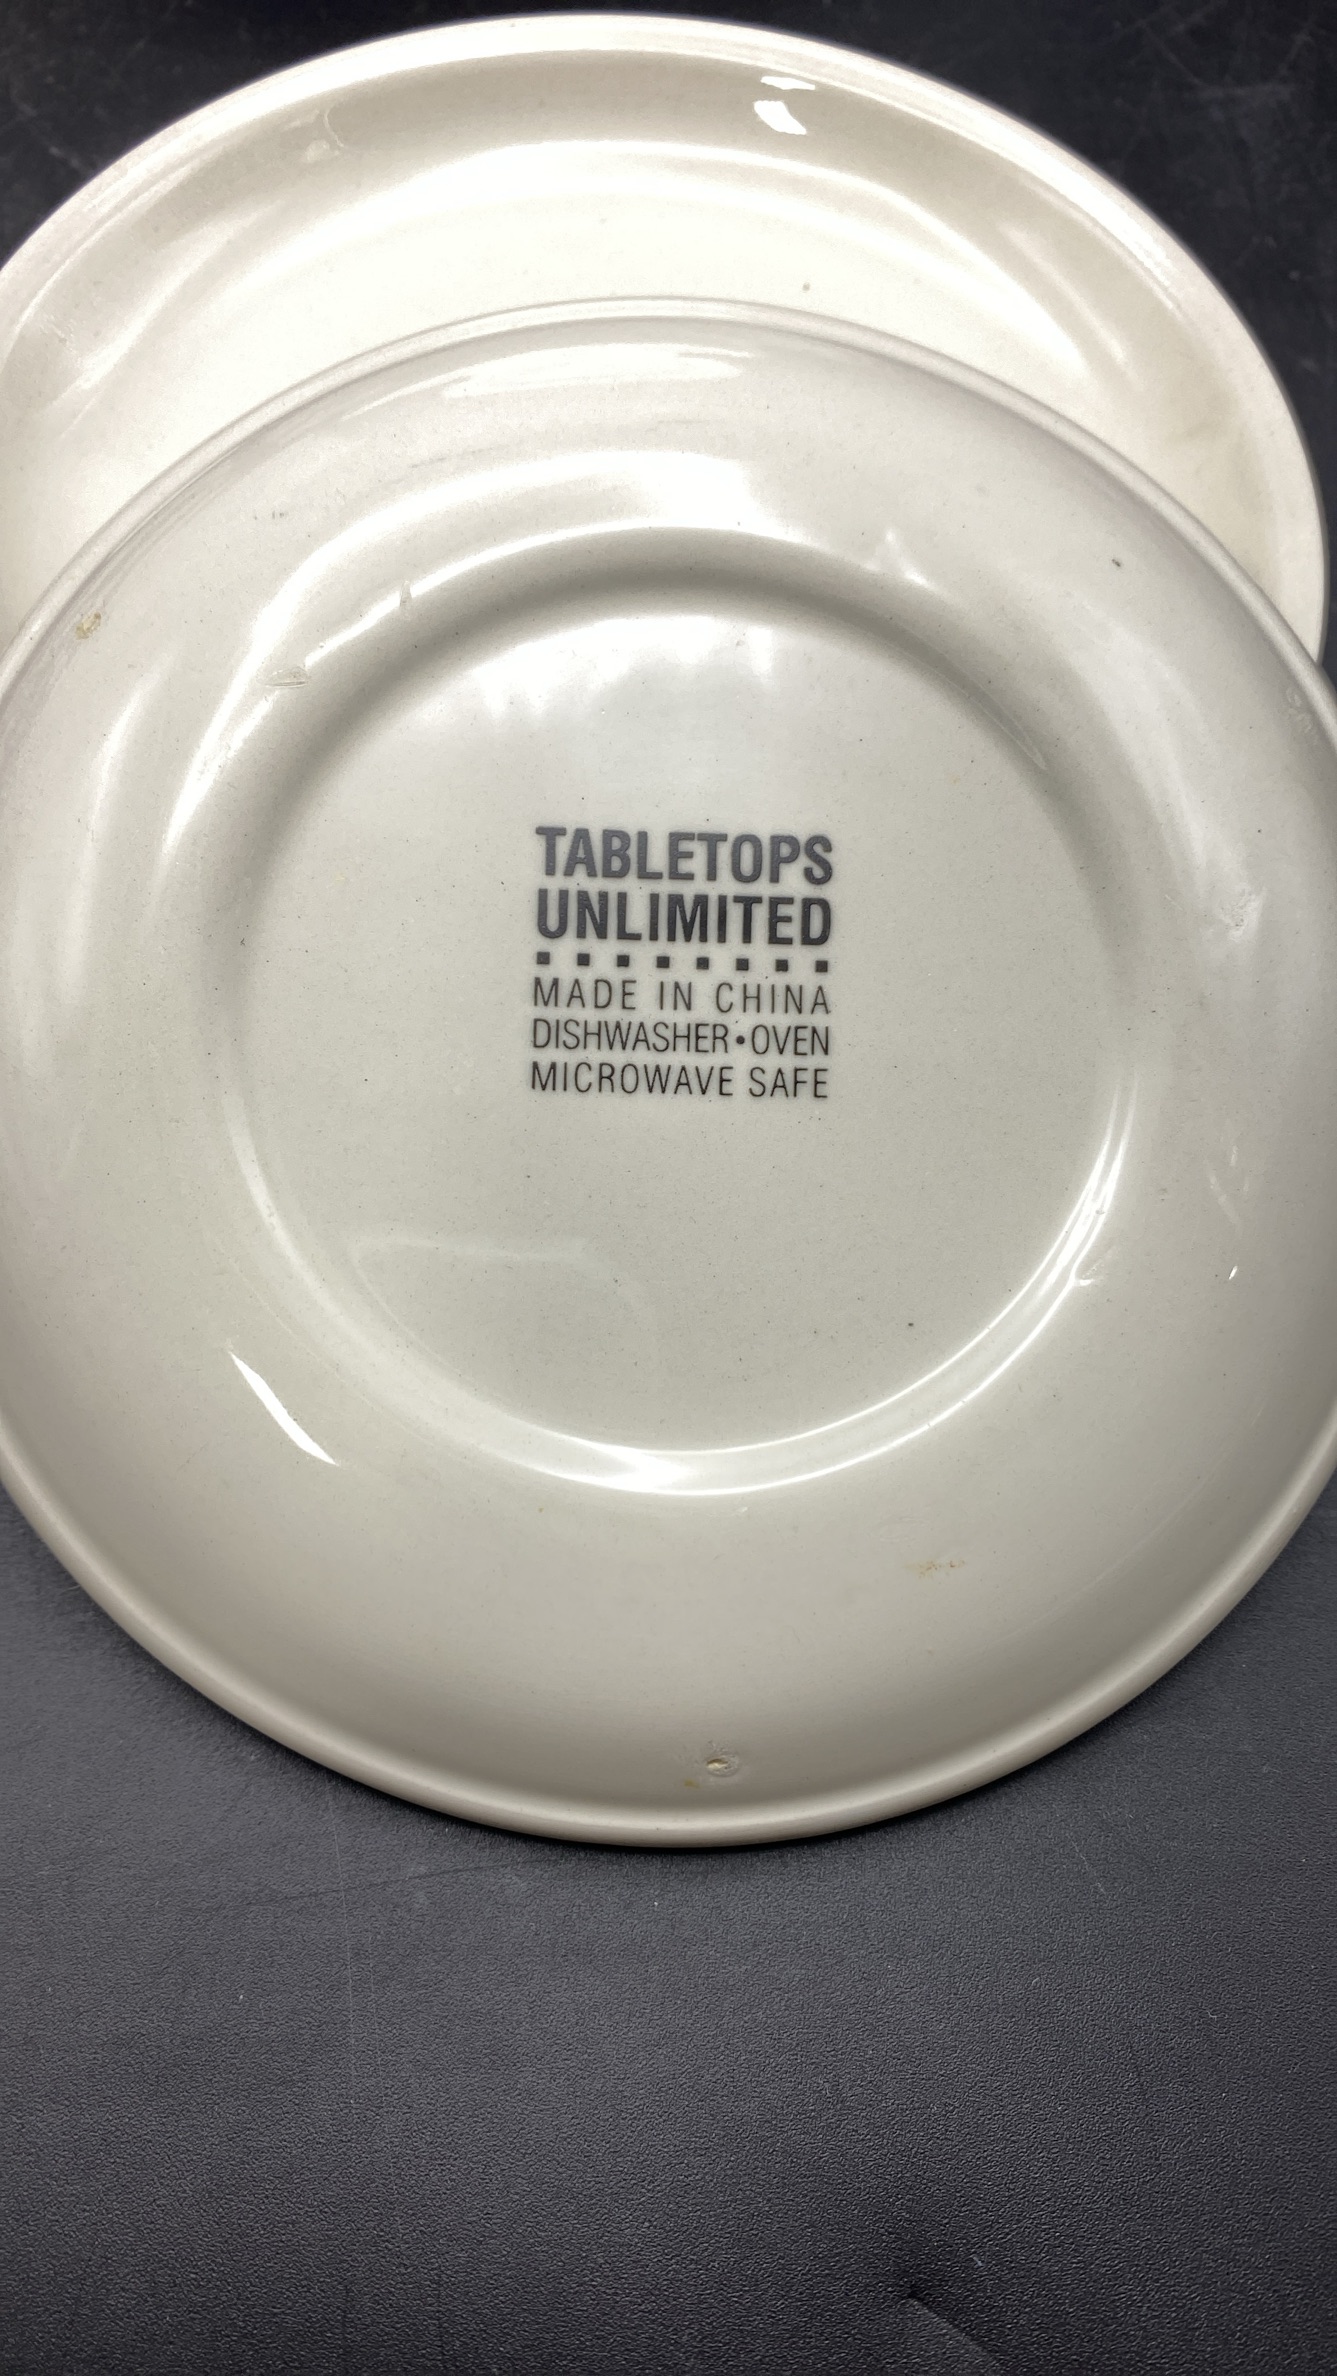 TABLETOPS
UNLIMITED
MADE IN CHINA
DISHWASHER•OVEN
MICROWAVE SAFE